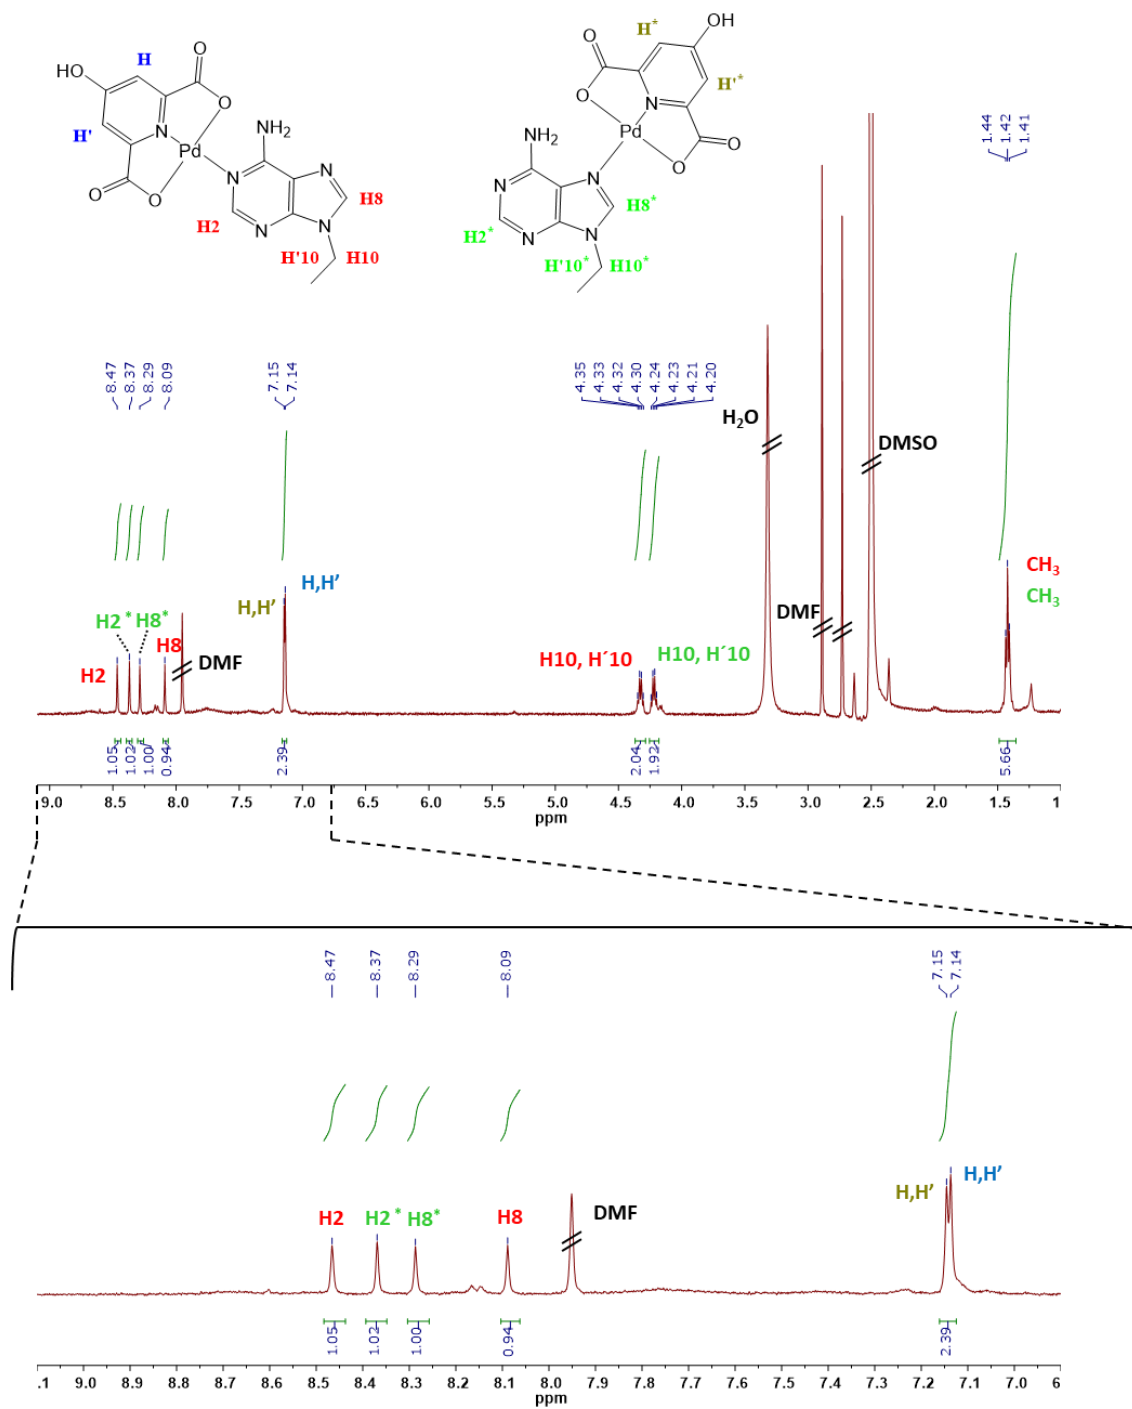 OH
H*
O
H
O
HO
O
N
H'*
NH₂
Pd
O
H'
N
NH₂
O
Pd
N
N
N
O
N
H8*
O
O
H8
N
N
H2*
H2
N
N
H'10*
H10*
H'10
H10
1.44
1.42
1.41
8.47
8.37
8.29
8.09
7.15
7.14
4.35
4.33
4.32
4.30
4.24
4.23
4.21
4.20
H₂O
DMSO
CH₃
CH₃
H,H'
H,H'
H2*
H8*
H8
H2
DMF
DMF
H10, H´10
H10, H´10
1.05
1.02
1.00
0.94
2.39
2.04
1.92
5.66
9.0 8.5 8.0 7.5 7.0 6.5 6.0 5.5 5.0 4.5 4.0 3.5 3.0 2.5 2.0 1.5 1
ppm
8.47
8.37
8.29
8.09
7.15
7.14
H,H'
H,H'
H2
H2*
H8*
H8
DMF
1.05
1.02
1.00
0.94
2.39
.1 9.0 8.9 8.8 8.7 8.6 8.5 8.4 8.3 8.2 8.1 8.0 7.9 7.8 7.7 7.6 7.5 7.4 7.3 7.2 7.1 7.0 6
ppm